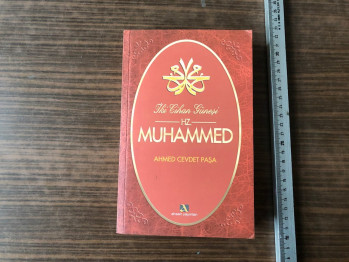 İki Cihan Güneşi
HZ.
MUHAMMED
AHMED CEVDET PAŞA